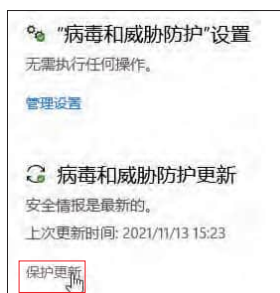 “病毒和威胁防护”设置
无需执行任何操作。
管理设置
病毒和威胁防护更新
安全情报是最新的。
上次更新时间: 2021/11/13 15:23
保护更新